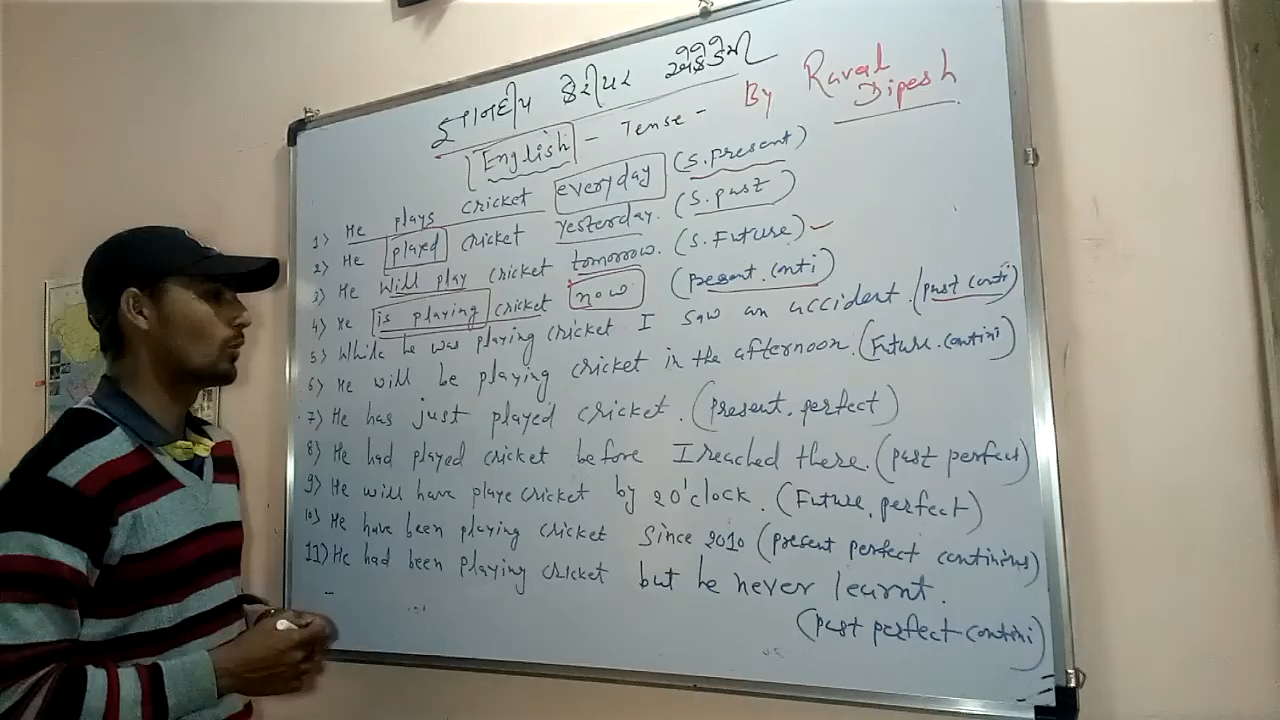 જ્ઞાનદીપ કેરીયર એકેડેમી
English - Tense - By Raval Dipesh
1) He plays cricket everyday (S. present)
2) He played cricket yesterday. (S. past)
3) He will play cricket tomorrow. (S. Future)
4) He is playing cricket now (present. conti)
5) While he was playing cricket I saw an accident. (past conti)
6) He will be playing cricket in the afternoon. (Future. contini)
7) He has just played cricket. (present. perfect)
8) He had played cricket before I reached there. (past perfect)
9) He will have playe cricket by 2 O'clock. (Future, perfect)
10) He have been playing cricket since 2010 (present perfect continius)
11) He had been playing cricket but he never learnt.
(past perfect contini)